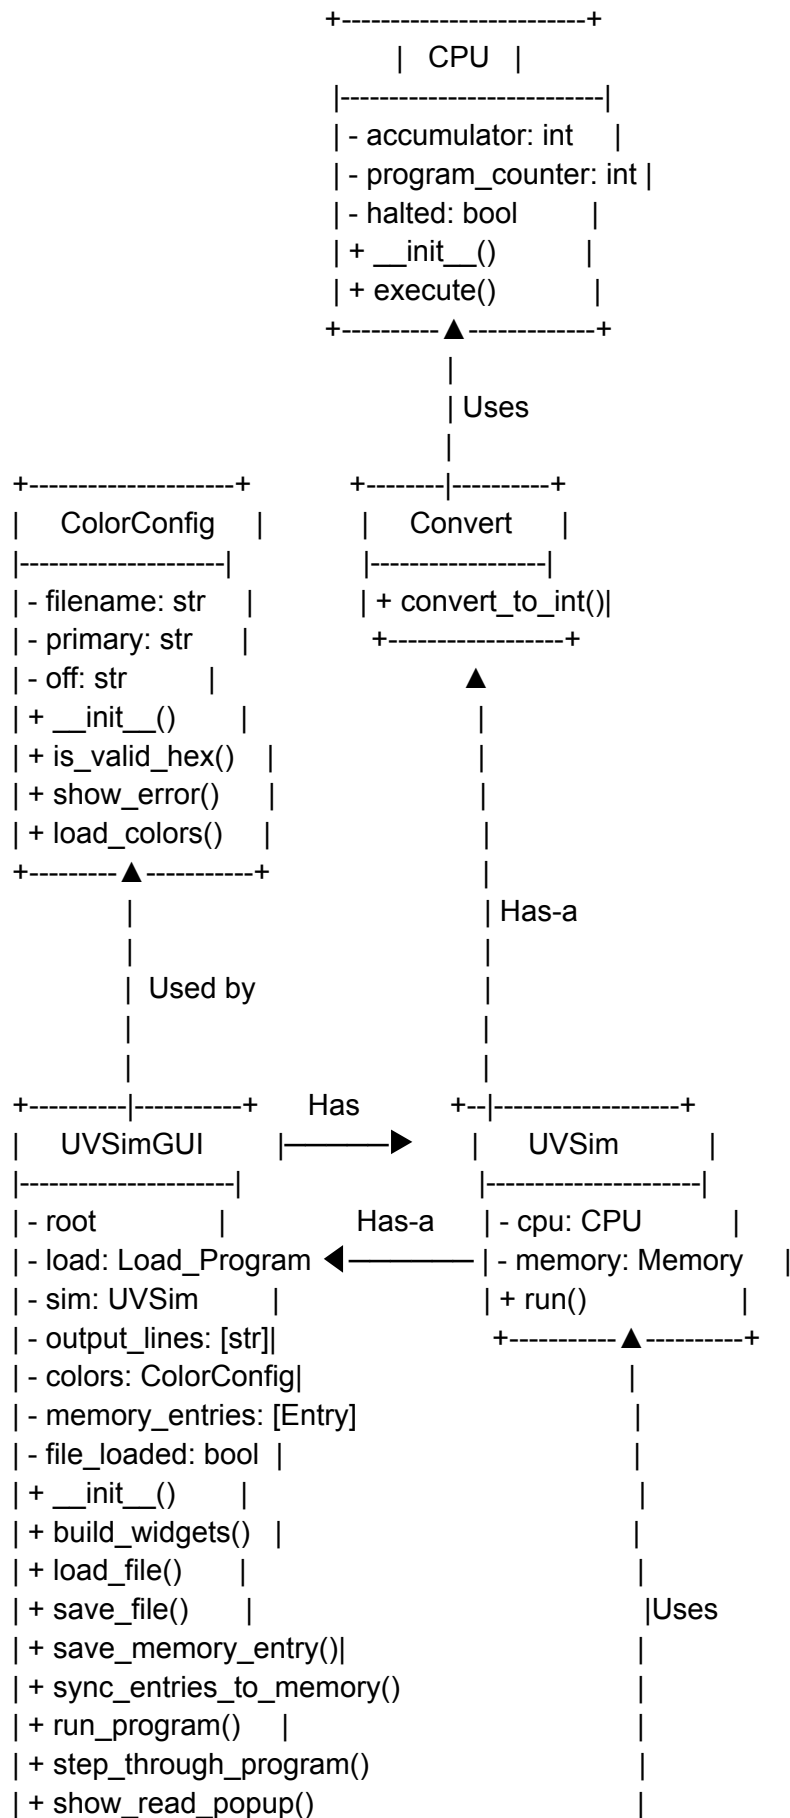 +-------------------------+
| CPU |
|---------------------------|
| - accumulator: int |
| - program_counter: int |
| - halted: bool |
| + __init__() |
| + execute() |
+---------- ▲ -------------+
|
| Uses
|
+---------------------+ +--------|----------+
| ColorConfig | | Convert |
|---------------------| |------------------|
| - filename: str | | + convert_to_int()|
| - primary: str | +------------------+
| - off: str | ▲
| + __init__() | |
| + is_valid_hex() | |
| + show_error() | |
| + load_colors() | |
+--------- ▲ -----------+ |
| | Has-a
| |
| Used by |
| |
| |
+----------|-----------+ Has +--|-------------------+
| UVSimGUI |───────▶ | UVSim |
|----------------------| |----------------------|
| - root | Has-a | - cpu: CPU |
| - load: Load_Program ◀──────── | - memory: Memory |
| - sim: UVSim | | + run() |
| - output_lines: [str]| +----------- ▲ ----------+
| - colors: ColorConfig| |
| - memory_entries: [Entry] |
| - file_loaded: bool | |
| + __init__() | |
| + build_widgets() | |
| + load_file() | |
| + save_file() | |Uses
| + save_memory_entry()| |
| + sync_entries_to_memory() |
| + run_program() | |
| + step_through_program() |
| + show_read_popup() |